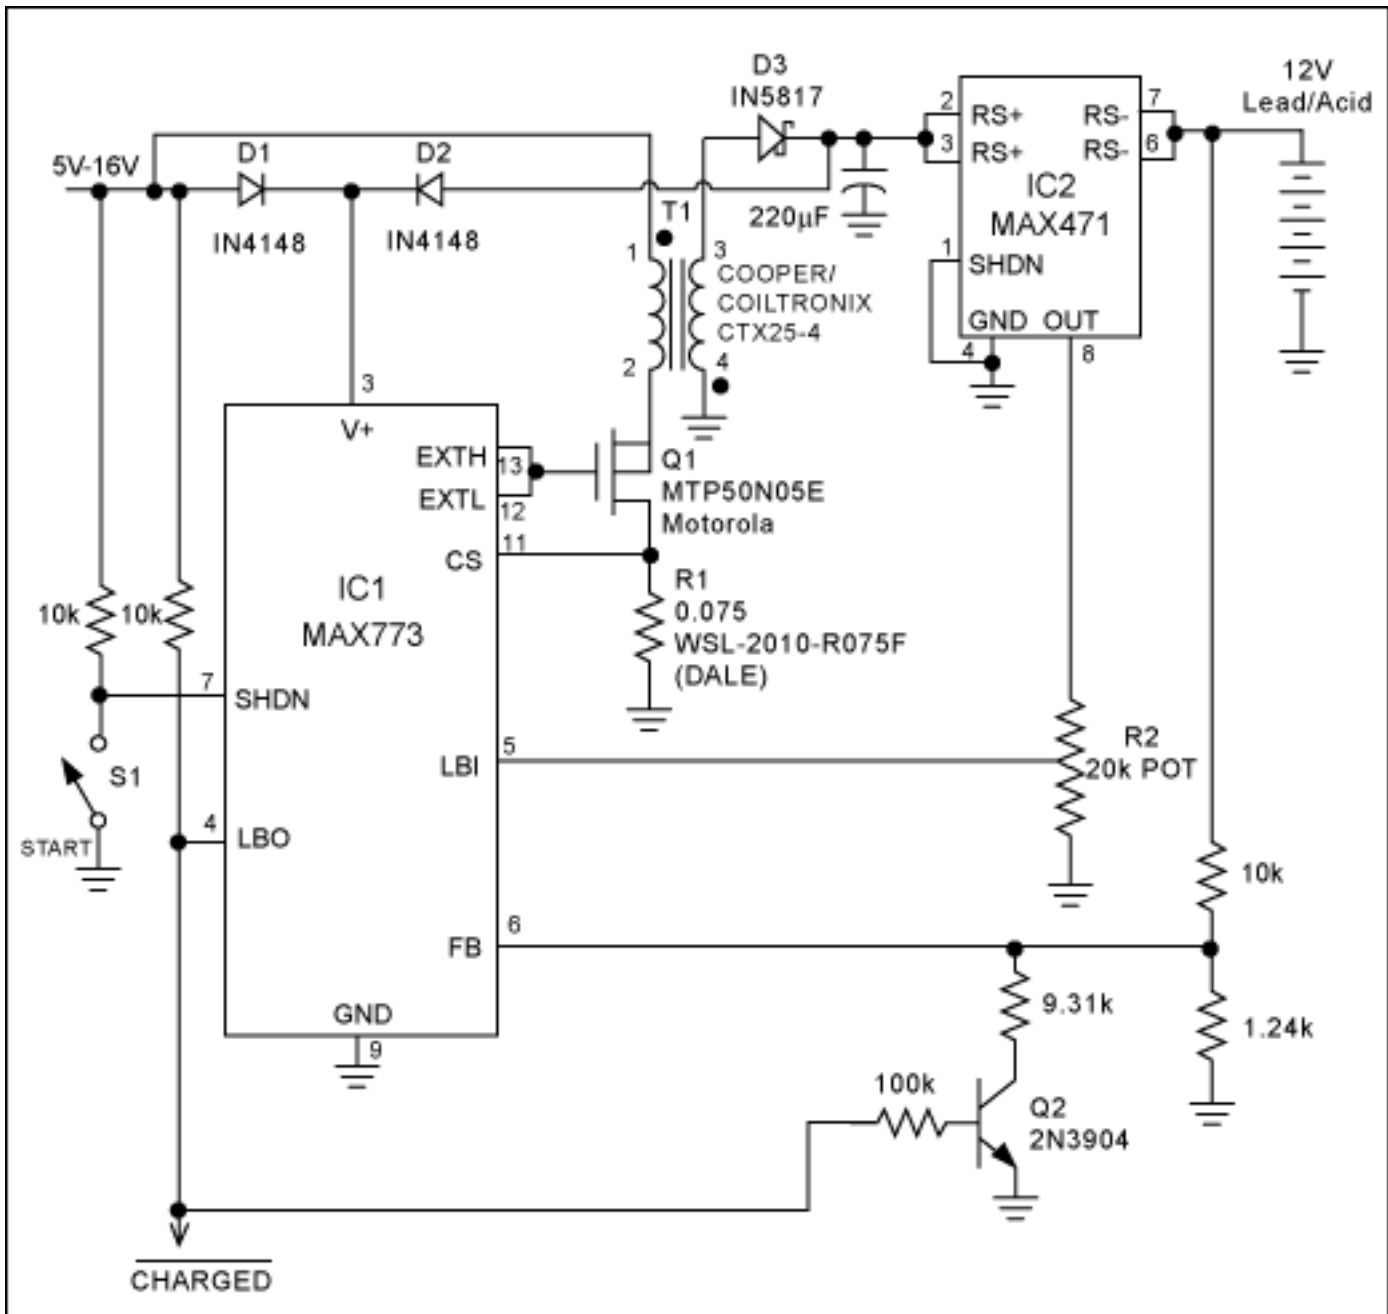 D3
IN5817
12V
Lead/Acid
2
RS+
3
RS+
RS-
7
RS-
6
IC2
MAX471
1
SHDN
GND OUT
4
8
5V-16V
D1
IN4148
D2
IN4148
220µF
T1
1
2
3
4
COOPER/
COILTRONIX
CTX25-4
3
V+
EXTH
13
EXTL
12
CS
11
Q1
MTP50N05E
Motorola
IC1
MAX773
R1
0.075
WSL-2010-R075F
(DALE)
10k
10k
7
SHDN
S1
START
4
LBO
LBI
5
R2
20k POT
10k
FB
6
GND
9
9.31k
1.24k
100k
Q2
2N3904
CHARGED